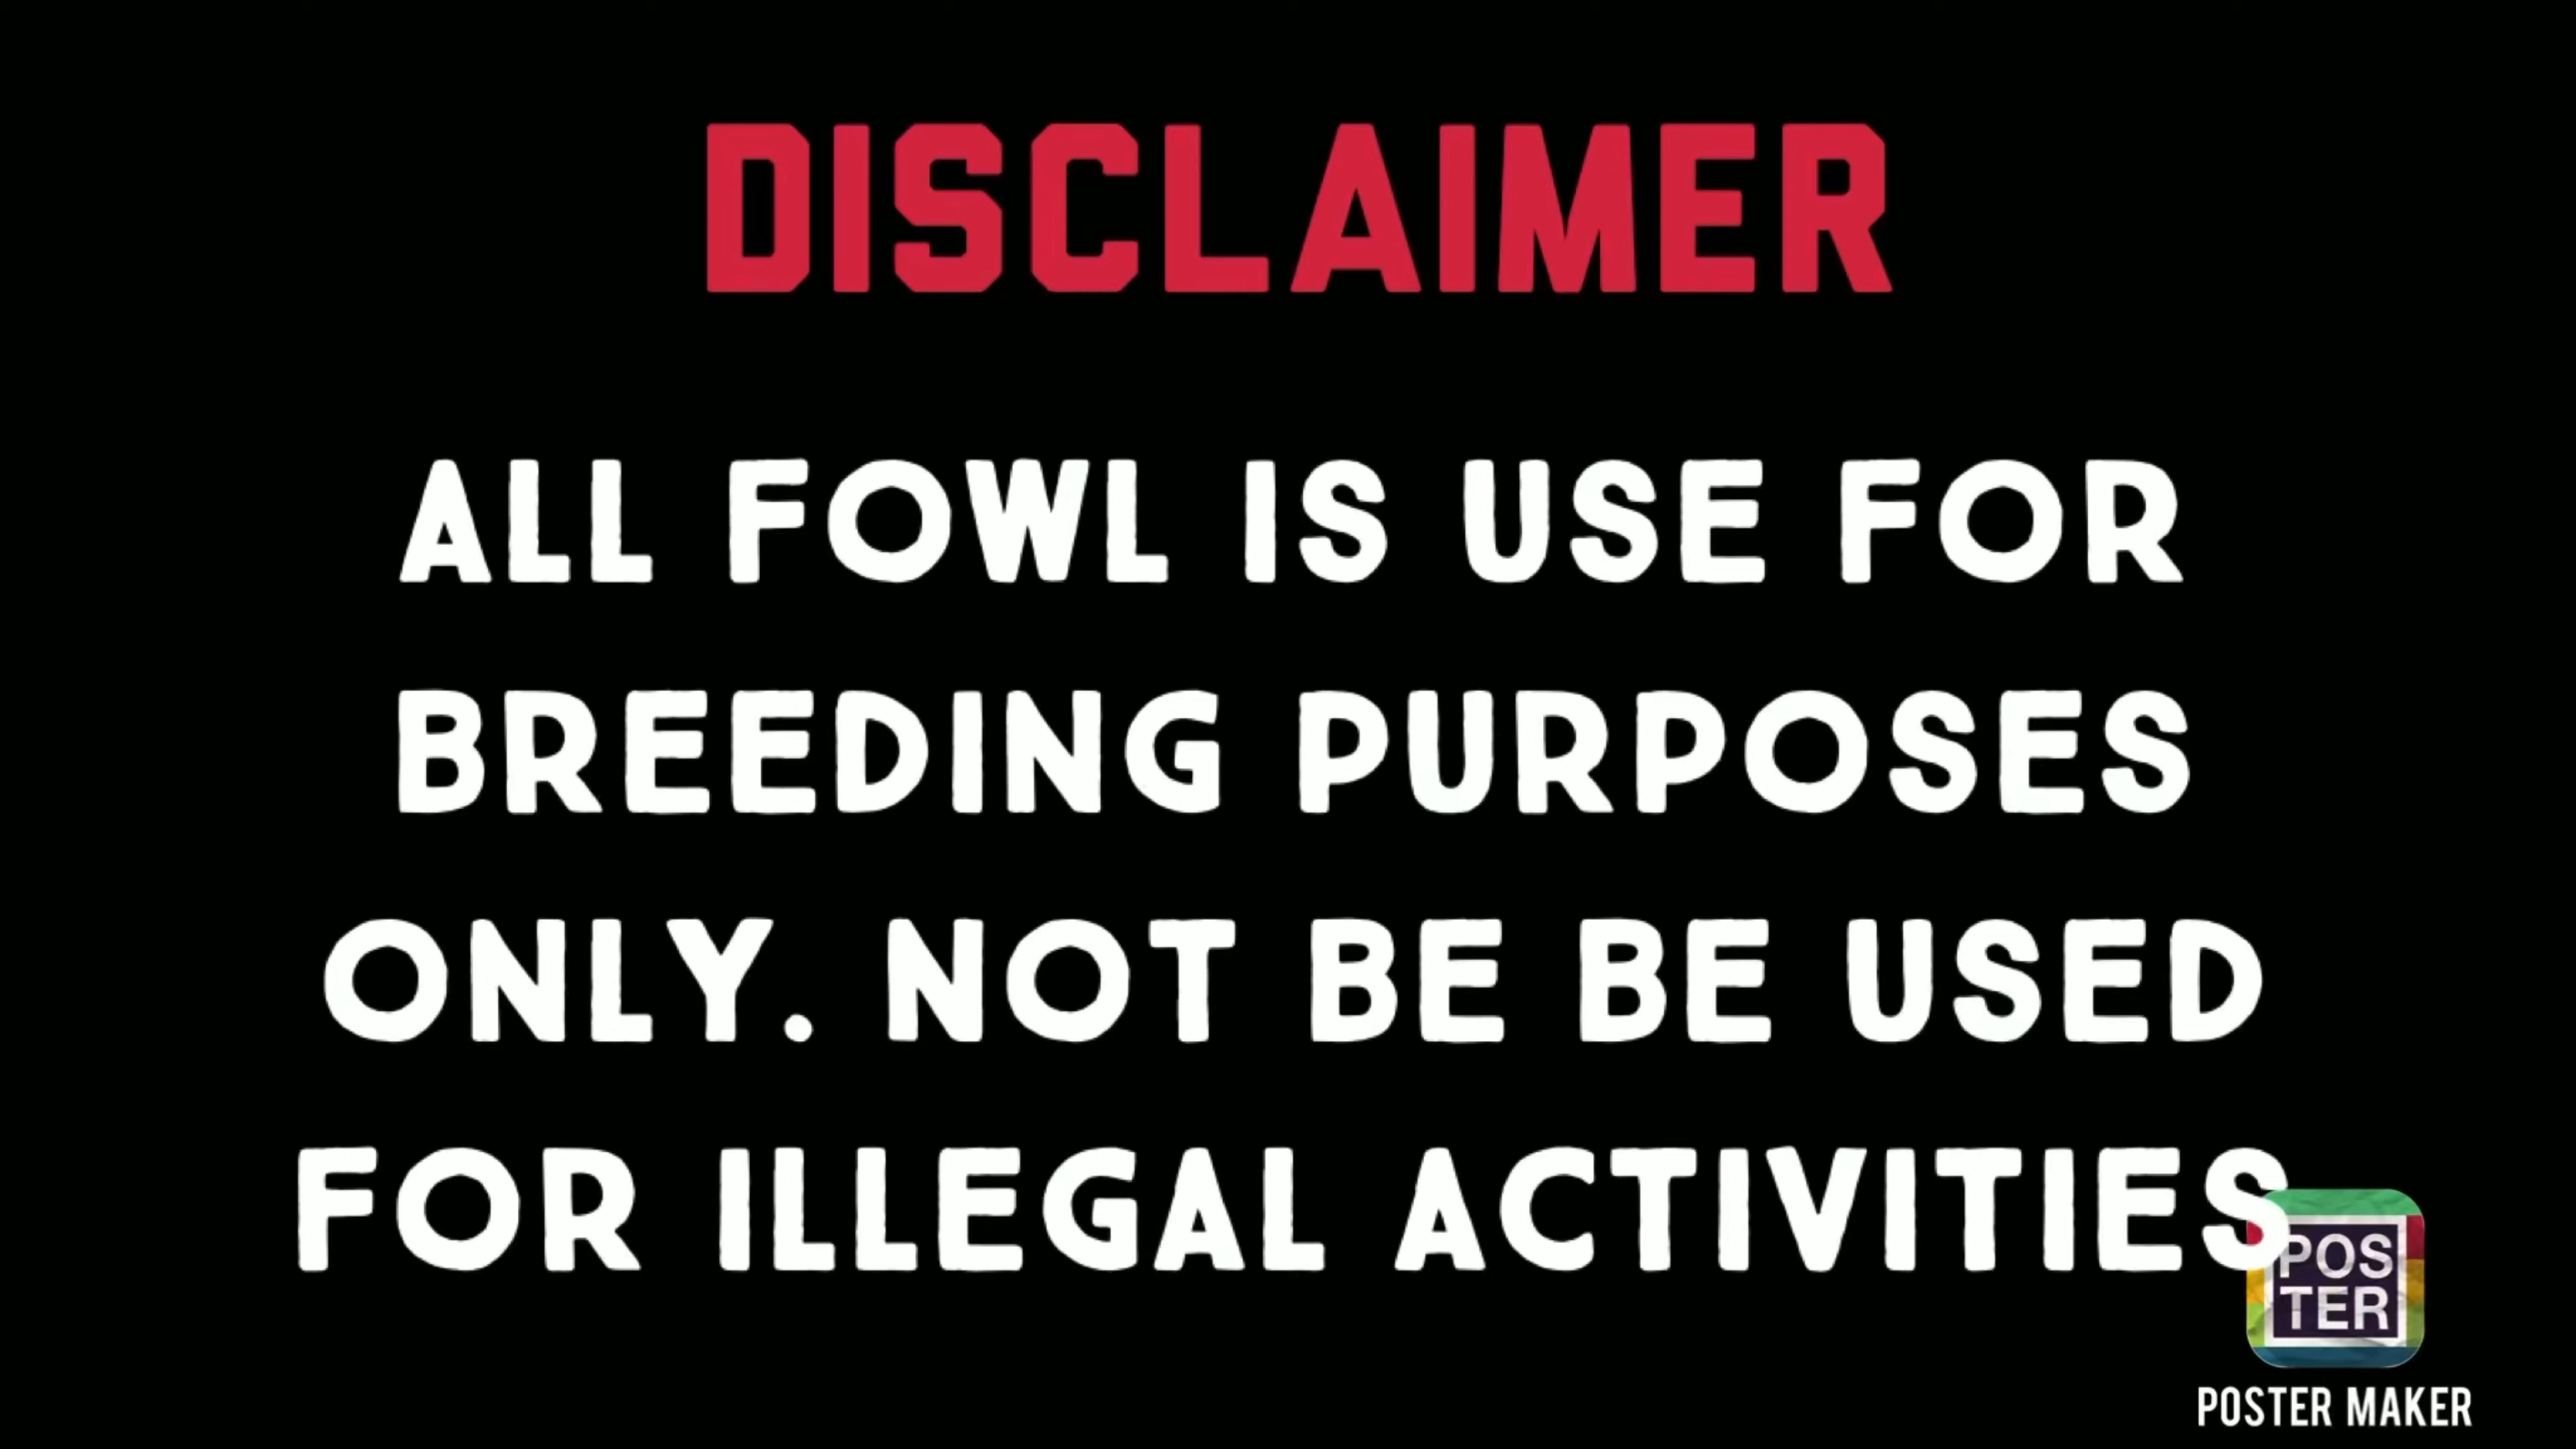 DISCLAIMER
ALL FOWL IS USE FOR
BREEDING PURPOSES
ONLY. NOT BE BE USED
FOR ILLEGAL ACTIVITIES
POS
TER
POSTER MAKER